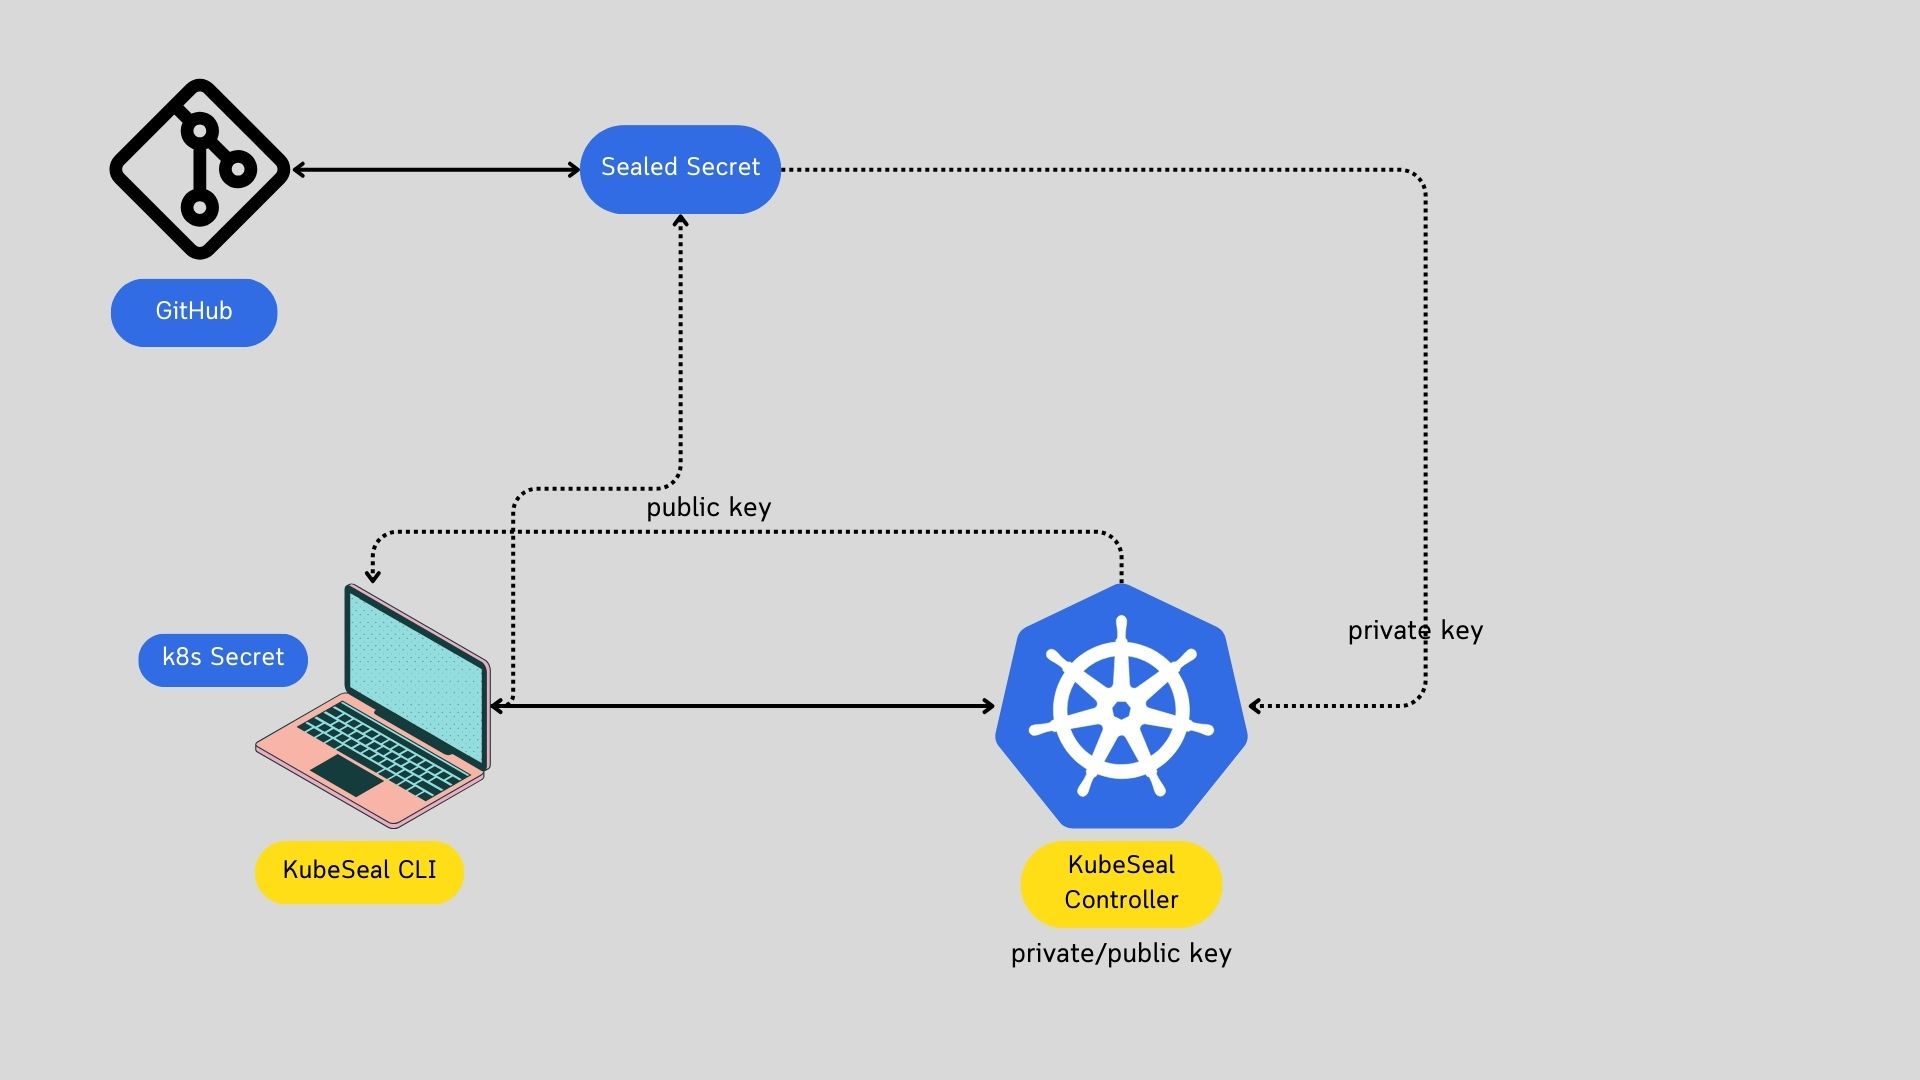 Sealed Secret
GitHub
public key
private key
k8s Secret
KubeSeal CLI
KubeSeal
Controller
private/public key